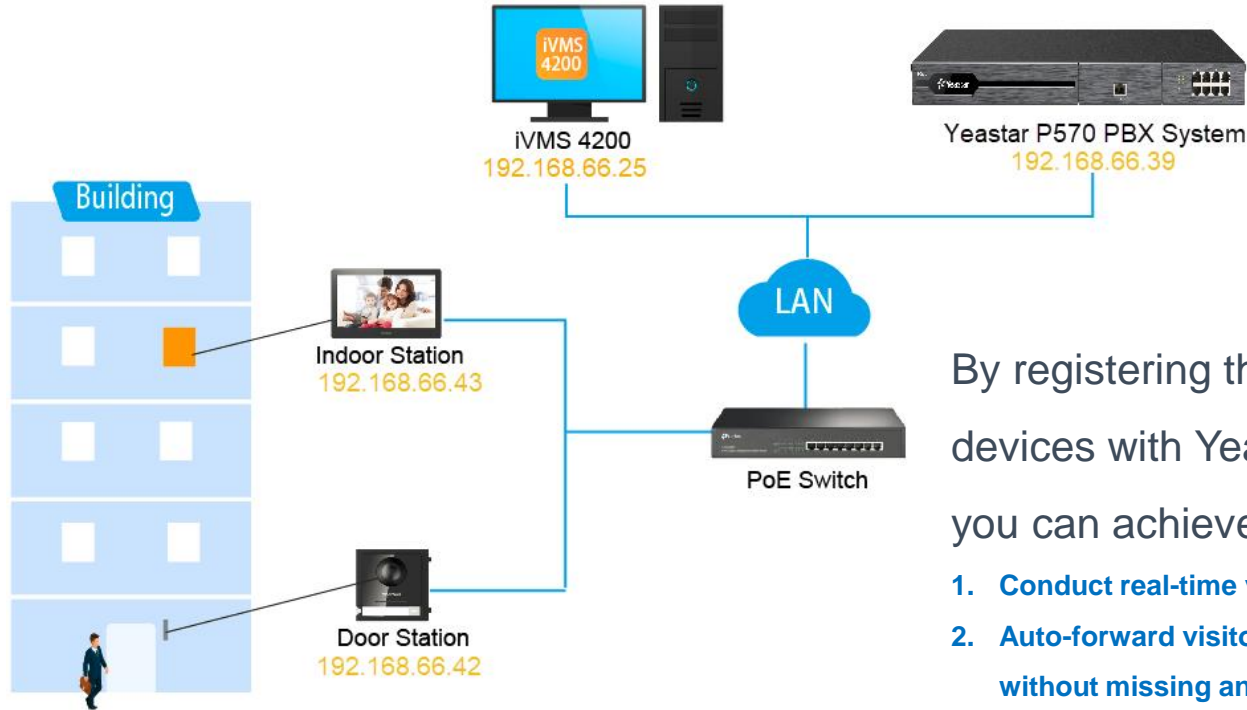 iVMS
4200
iVMS 4200
192.168.66.25
Yeastar
Yeastar P570 PBX System
192.168.66.39
Building
LAN
Indoor Station
192.168.66.43
PoE Switch
Door Station
192.168.66.42
By registering th
devices with Yea
you can achieve
1. Conduct real-time
2. Auto-forward visito
without missing an